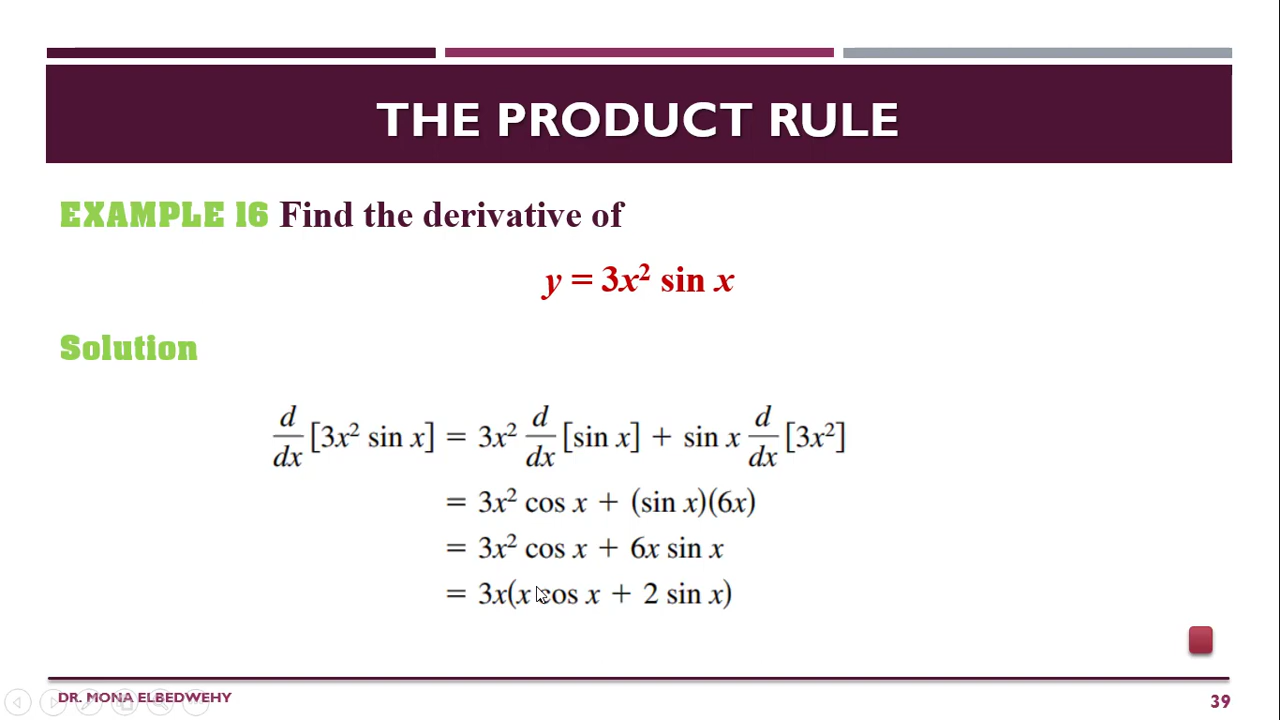 THE PRODUCT RULE
EXAMPLE 16 Find the derivative of
y = 3x² sin x
Solution
d/dx [3x² sin x] = 3x² d/dx [sin x] + sin x d/dx [3x²]
= 3x² cos x + (sin x)(6x)
= 3x² cos x + 6x sin x
= 3x(x cos x + 2 sin x)
DR. MONA ELBEDWEHY
39